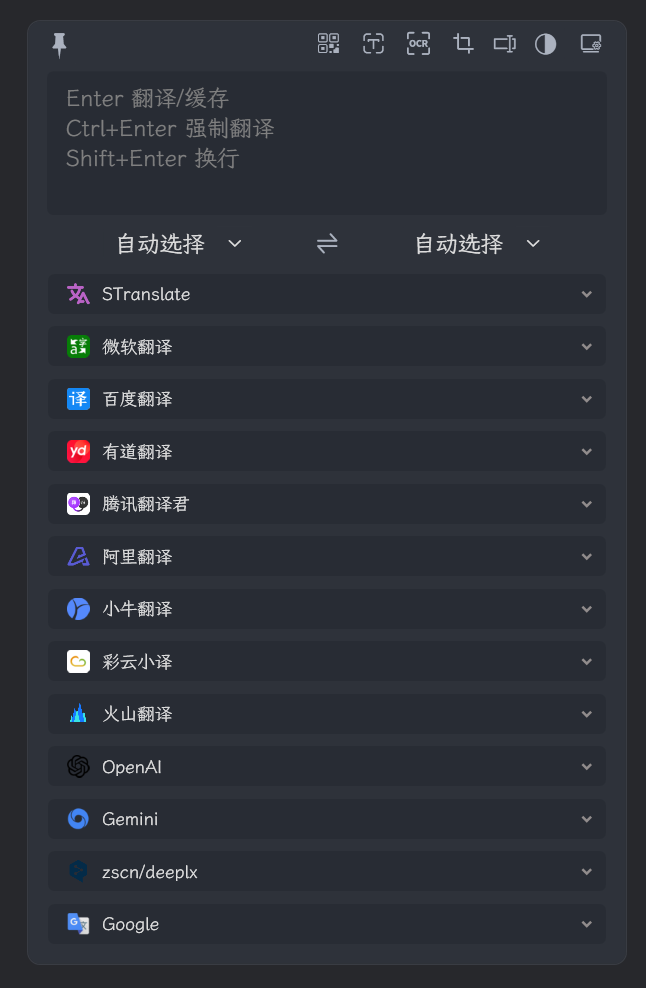 OCR
Enter 翻译/缓存
Ctrl+Enter 强制翻译
Shift+Enter 换行
自动选择 自动选择
STranslate
微软翻译
译 百度翻译
yd 有道翻译
腾讯翻译君
阿里翻译
小牛翻译
彩云小译
火山翻译
OpenAI
Gemini
zscn/deeplx
G Google